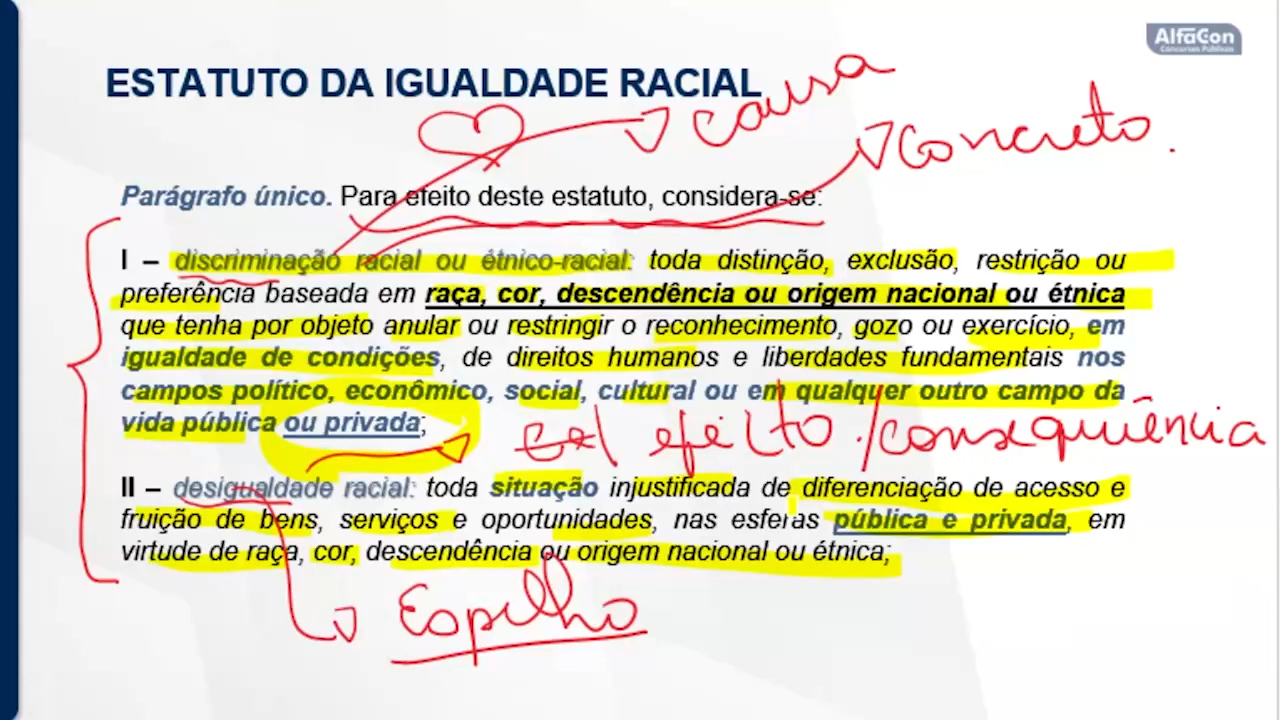 AlfaCon
Concursos Públicos
ESTATUTO DA IGUALDADE RACIAL
causa
concreto.
Parágrafo único. Para efeito deste estatuto, considera-se:
I – discriminação racial ou étnico-racial: toda distinção, exclusão, restrição ou
preferência baseada em raça, cor, descendência ou origem nacional ou étnica
que tenha por objeto anular ou restringir o reconhecimento, gozo ou exercício, em
igualdade de condições, de direitos humanos e liberdades fundamentais nos
campos político, econômico, social, cultural ou em qualquer outro campo da
vida pública ou privada;
efeito./consequência
II – desigualdade racial: toda situação injustificada de diferenciação de acesso e
fruição de bens, serviços e oportunidades, nas esferas pública e privada, em
virtude de raça, cor, descendência ou origem nacional ou étnica;
Espelho